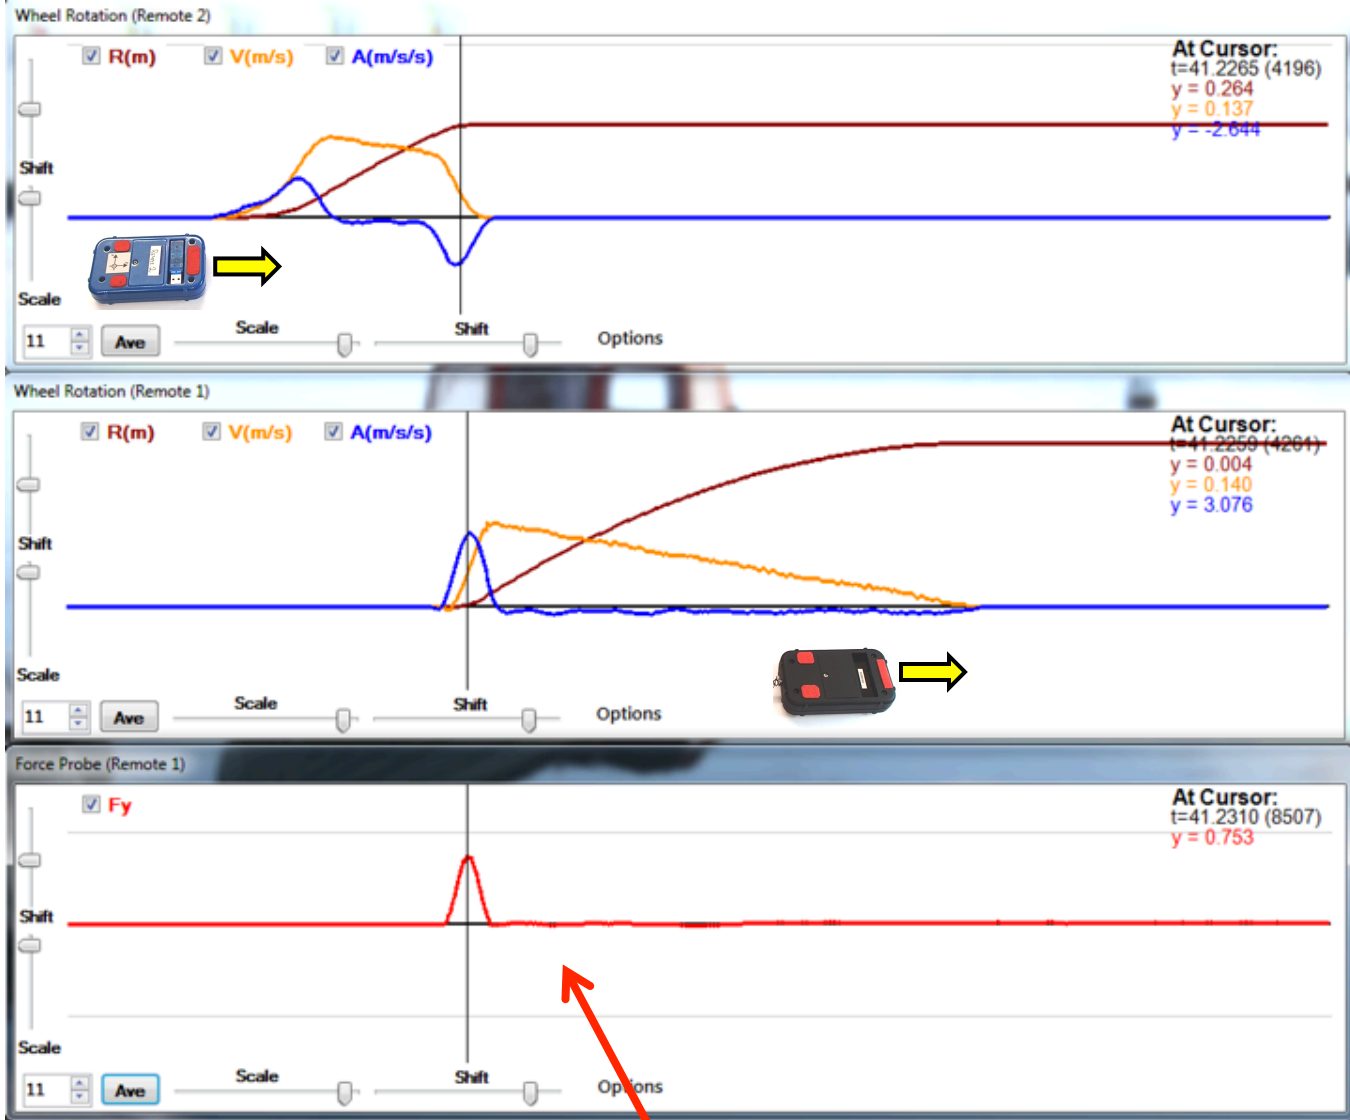 Wheel Rotation (Remote 2)
R(m) V(m/s) A(m/s/s)
At Cursor:
t=41.2265 (4196)
y = 0.264
y = 0.137
y = -2.644
Shift
Scale
11 Ave Scale Shift Options
Wheel Rotation (Remote 1)
R(m) V(m/s) A(m/s/s)
At Cursor:
t=41.2259 (4261)
y = 0.004
y = 0.140
y = 3.076
Shift
Scale
11 Ave Scale Shift Options
Force Probe (Remote 1)
Fy
At Cursor:
t=41.2310 (8507)
y = 0.753
Shift
Scale
11 Ave Scale Shift Options